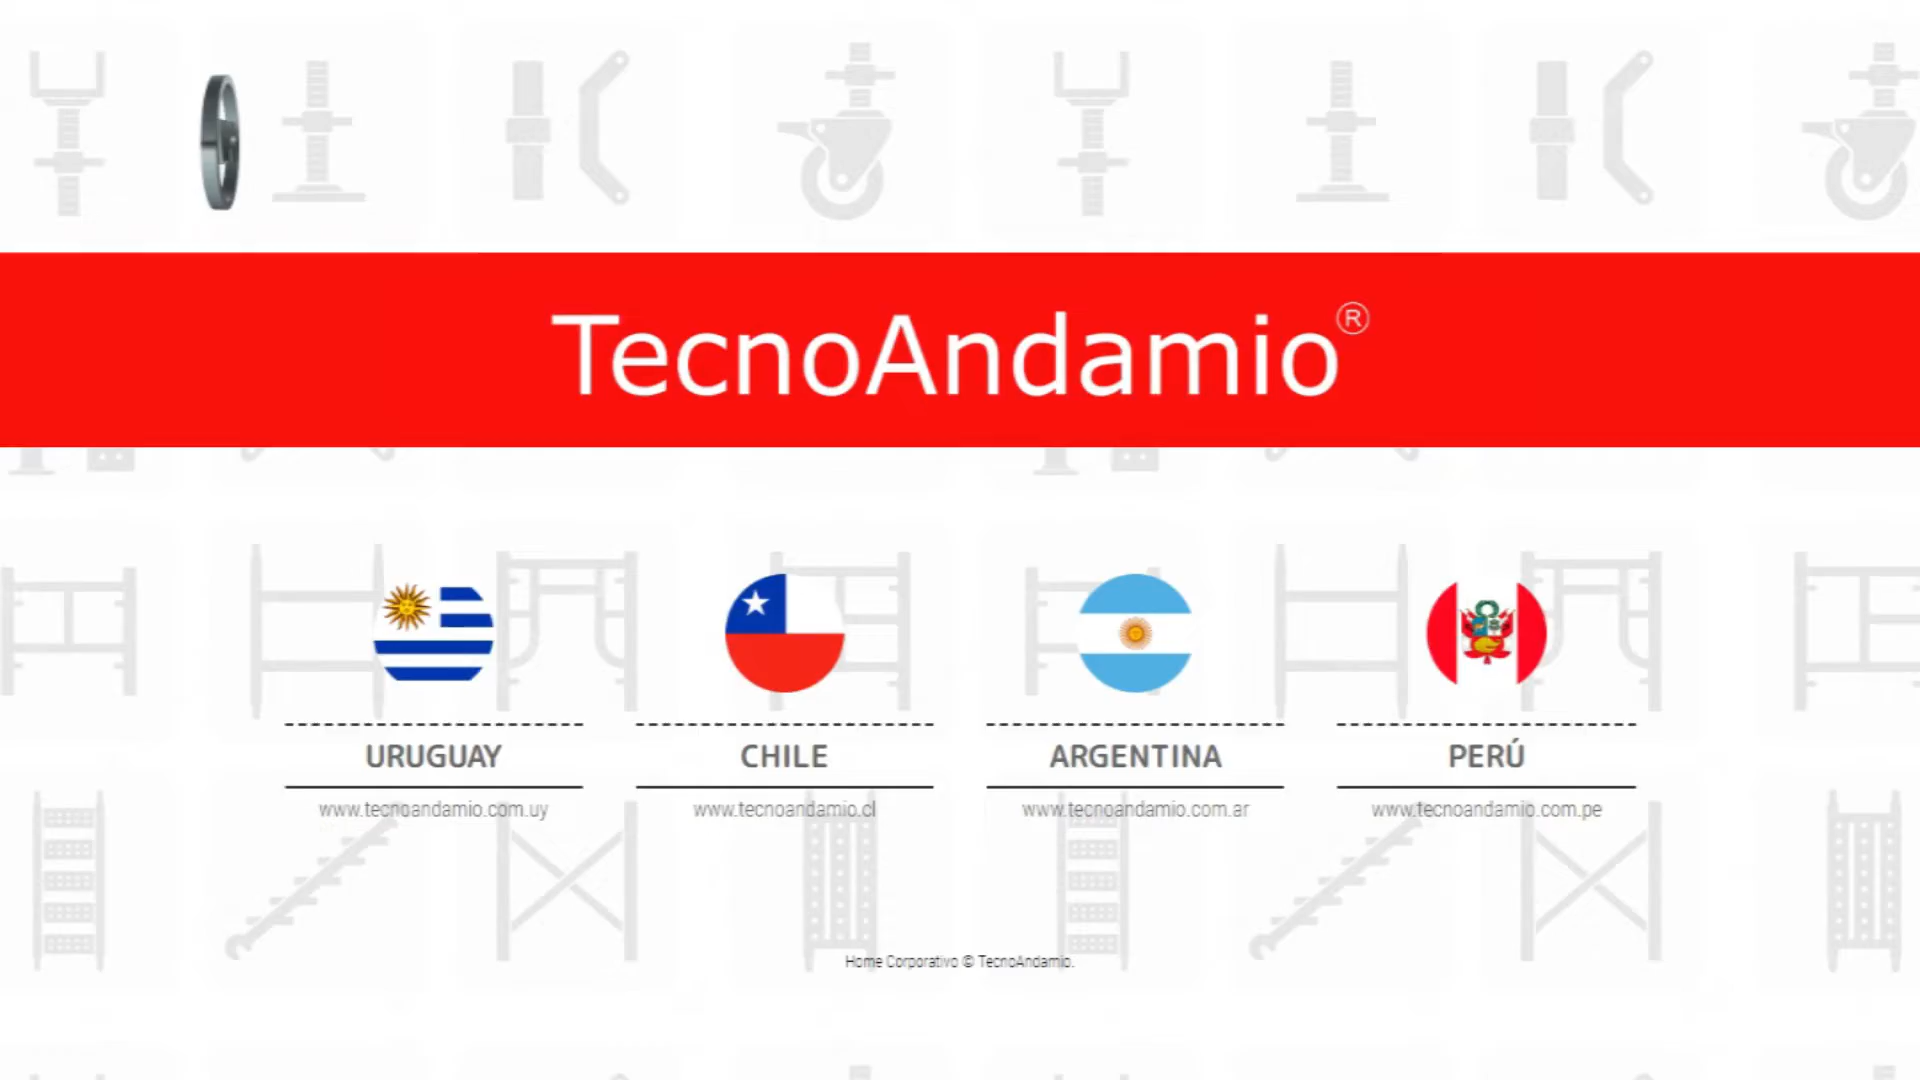 TecnoAndamio®
URUGUAY
www.tecnoandamio.com.uy
CHILE
www.tecnoandamio.cl
ARGENTINA
www.tecnoandamio.com.ar
PERÚ
www.tecnoandamio.com.pe
Home Corporativo © TecnoAndamio.